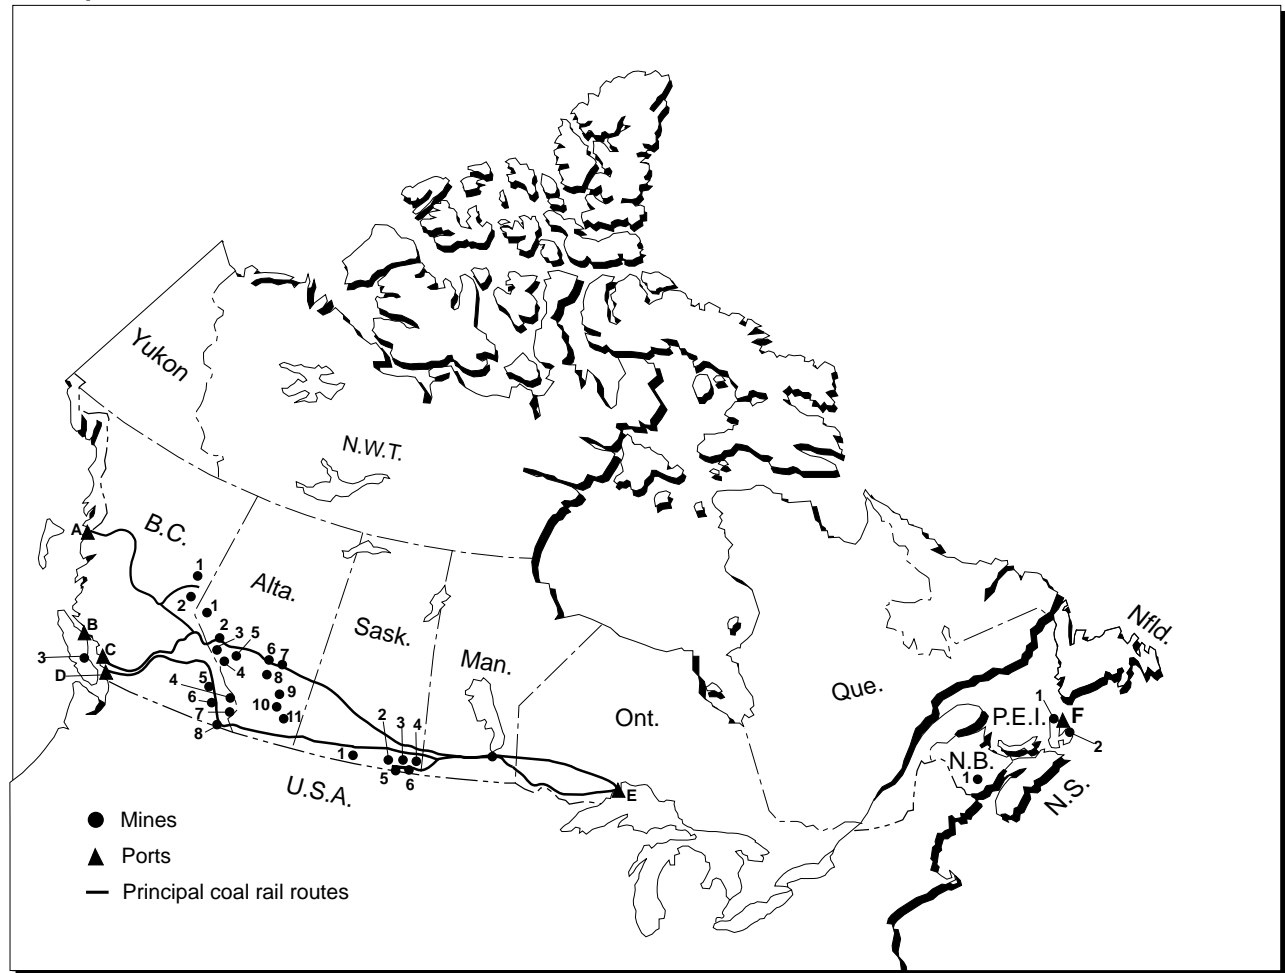 Yukon
N.W.T.
A
B.C.
1
Alta.
2
1
Nfld.
B
2
3
5
Sask.
Man.
3
C
4
6
7
D
8
Que.
5
4
9
6
10
1
P.E.I.
F
7
11
Ont.
8
2
3
4
2
1
N.B.
1
5
6
E
N.S.
U.S.A.
Mines
Ports
Principal coal rail routes